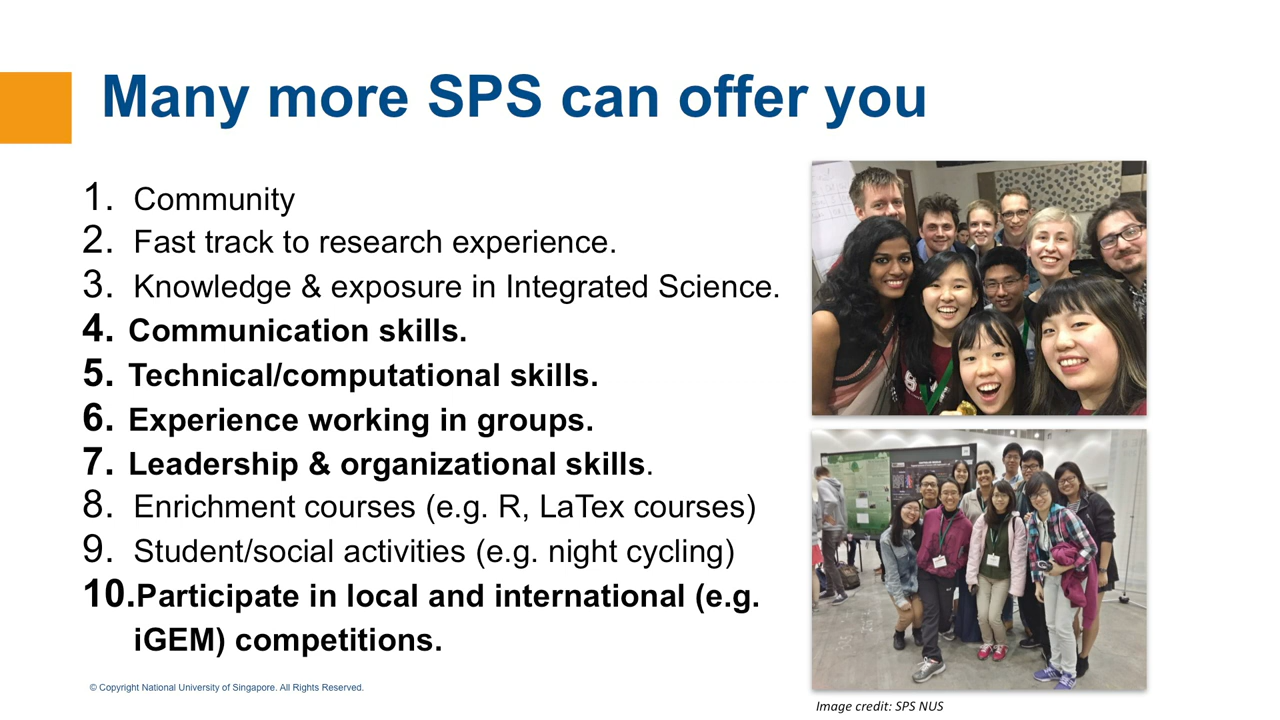 Many more SPS can offer you
1. Community
2. Fast track to research experience.
3. Knowledge & exposure in Integrated Science.
4. Communication skills.
5. Technical/computational skills.
6. Experience working in groups.
7. Leadership & organizational skills.
8. Enrichment courses (e.g. R, LaTex courses)
9. Student/social activities (e.g. night cycling)
10.Participate in local and international (e.g.
iGEM) competitions.
© Copyright National University of Singapore. All Rights Reserved.
Image credit: SPS NUS